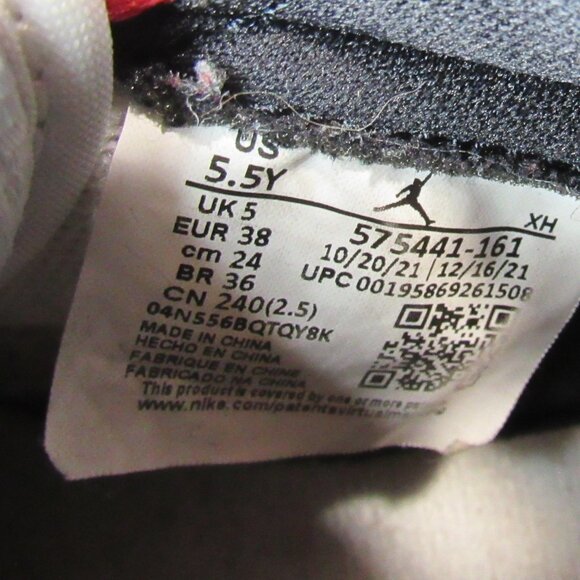 US
5.5Y
UK 5
EUR 38
cm 24
BR 36
CN 240(2.5)
XH
575441-161
10/20/21 12/16/21
UPC 00195869261508
04N556BQTQY8K
MADE IN CHINA
HECHO EN CHINA
FABRIQUE EN CHINE
FABRICADO NA CHINA
This product is covered by one or more
www.nike.com/patentsvirtual